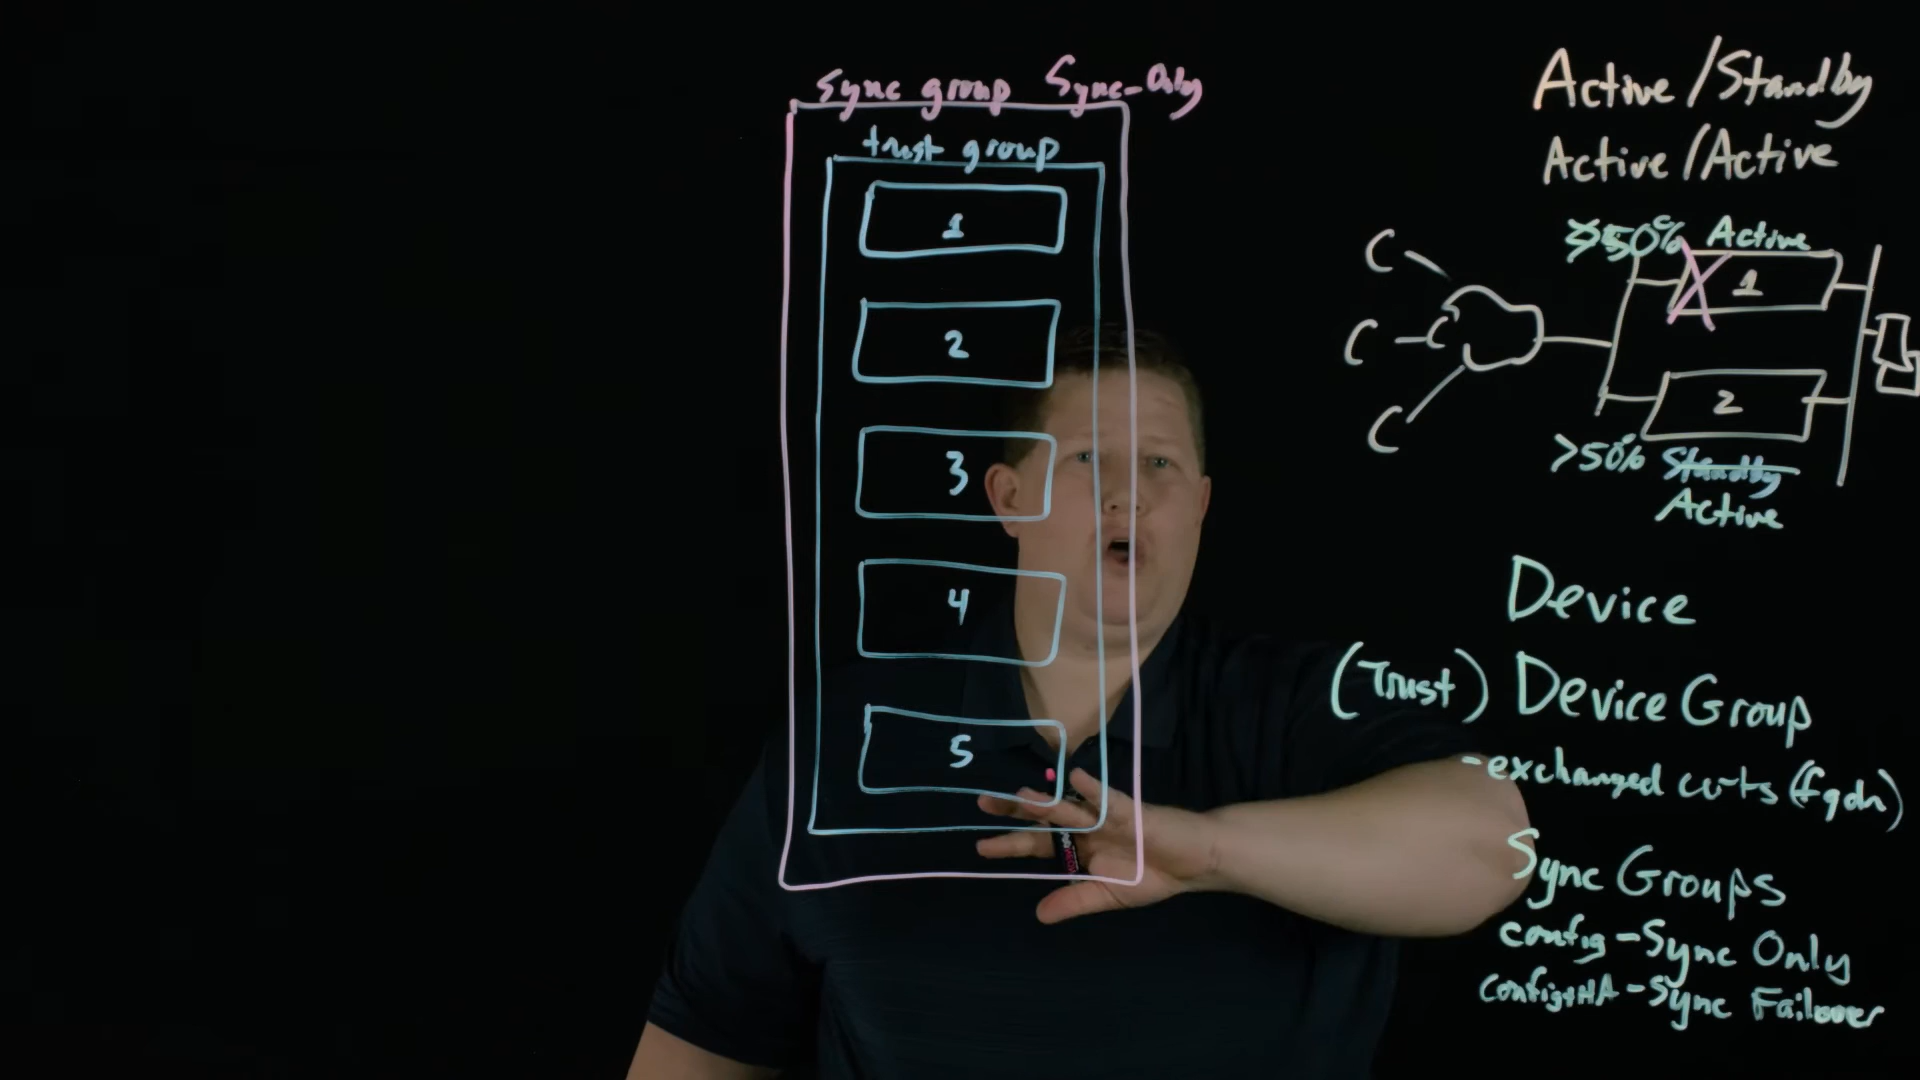 Sync group Sync-Only
trust group
1
2
3
4
5
Active/Standby
Active/Active
>50% Active
C
1
C
C
2
C
>50% Standby
Active
Device
(Trust) Device Group
-exchanged certs (fqdn)
Sync Groups
config-Sync Only
config+HA-Sync Failover